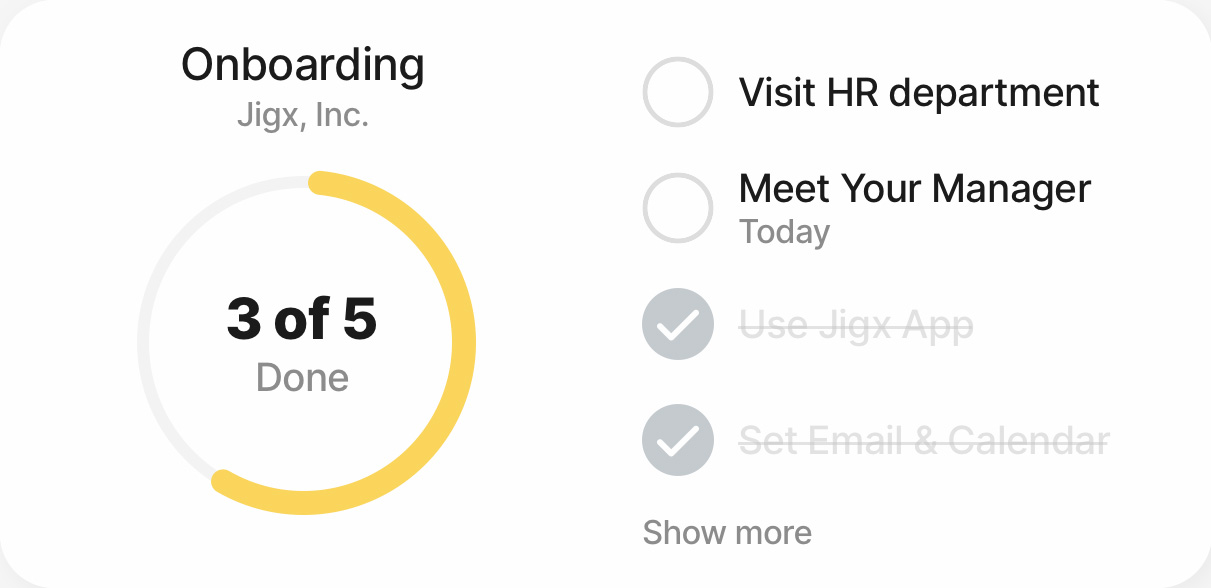 Onboarding
Jigx, Inc.
3 of 5
Done
Visit HR department
Meet Your Manager
Today
Use Jigx App
Set Email & Calendar
Show more